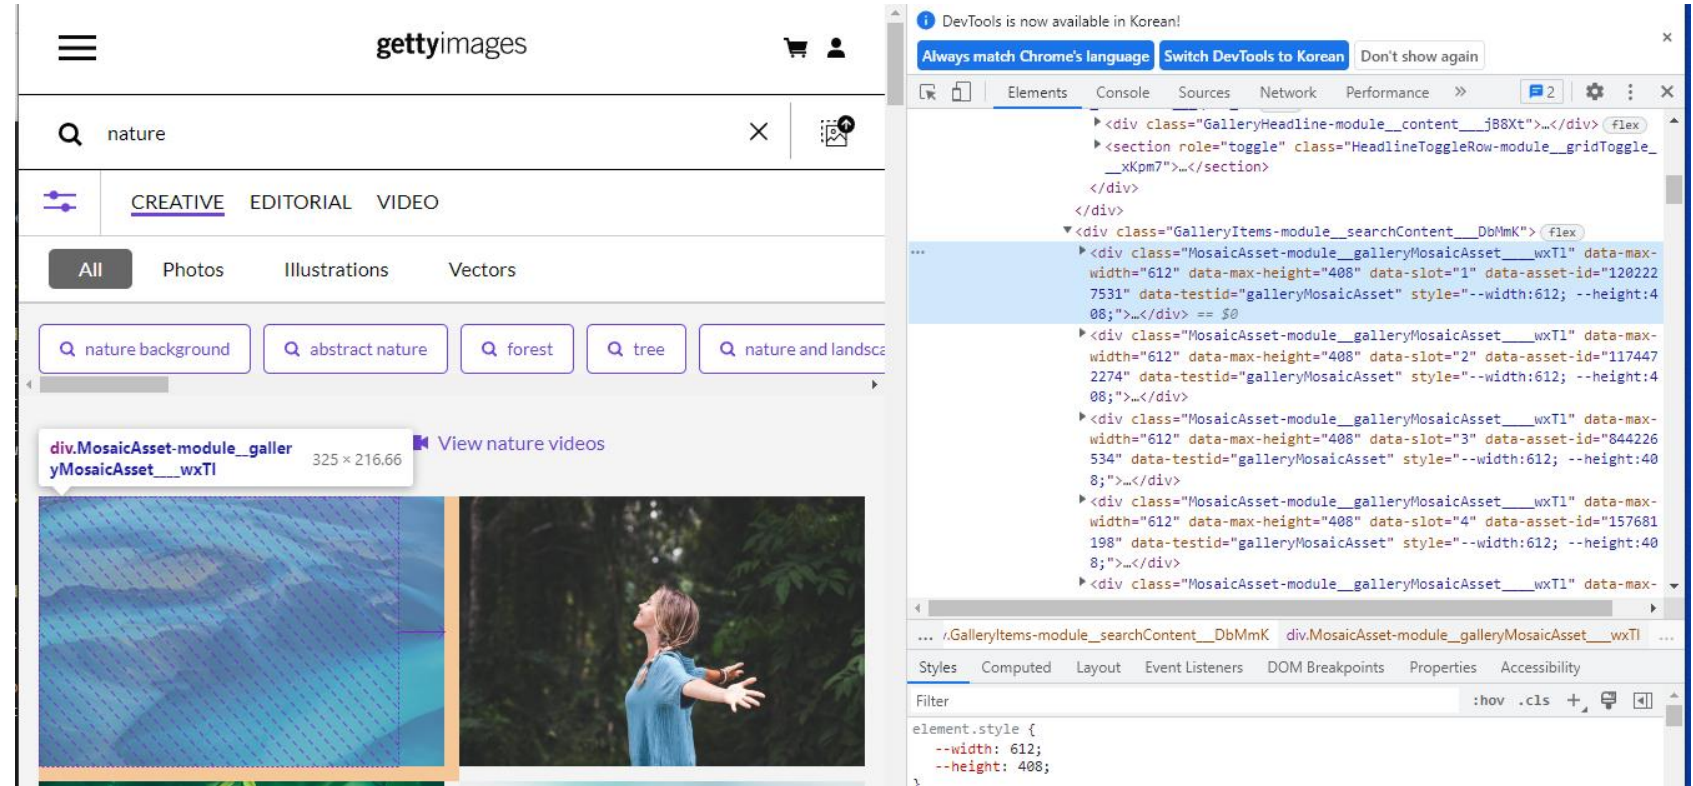 gettyimages
nature
CREATIVE EDITORIAL VIDEO
All Photos Illustrations Vectors
nature background abstract nature forest tree nature and landsca
div.MosaicAsset-module__galler
yMosaicAsset____wxTl 325 × 216.66
View nature videos
DevTools is now available in Korean!
Always match Chrome's language Switch DevTools to Korean Don't show again
Elements Console Sources Network Performance » 2
<div class="GalleryHeadline-module__content___jB8Xt">…</div> flex
<section role="toggle" class="HeadlineToggleRow-module__gridToggle_
__xKpm7">…</section>
</div>
</div>
<div class="GalleryItems-module__searchContent___DbMmK"> flex
<div class="MosaicAsset-module__galleryMosaicAsset____wxTl" data-max-
width="612" data-max-height="408" data-slot="1" data-asset-id="120222
7531" data-testid="galleryMosaicAsset" style="--width:612; --height:4
08;">…</div> == $0
<div class="MosaicAsset-module__galleryMosaicAsset____wxTl" data-max-
width="612" data-max-height="408" data-slot="2" data-asset-id="117447
2274" data-testid="galleryMosaicAsset" style="--width:612; --height:4
08;">…</div>
<div class="MosaicAsset-module__galleryMosaicAsset____wxTl" data-max-
width="612" data-max-height="408" data-slot="3" data-asset-id="844226
534" data-testid="galleryMosaicAsset" style="--width:612; --height:40
8;">…</div>
<div class="MosaicAsset-module__galleryMosaicAsset____wxTl" data-max-
width="612" data-max-height="408" data-slot="4" data-asset-id="157681
198" data-testid="galleryMosaicAsset" style="--width:612; --height:40
8;">…</div>
<div class="MosaicAsset-module__galleryMosaicAsset____wxTl" data-max-
... v.GalleryItems-module__searchContent___DbMmK div.MosaicAsset-module__galleryMosaicAsset____wxTl ...
Styles Computed Layout Event Listeners DOM Breakpoints Properties Accessibility
Filter :hov .cls +
element.style {
--width: 612;
--height: 408;
}